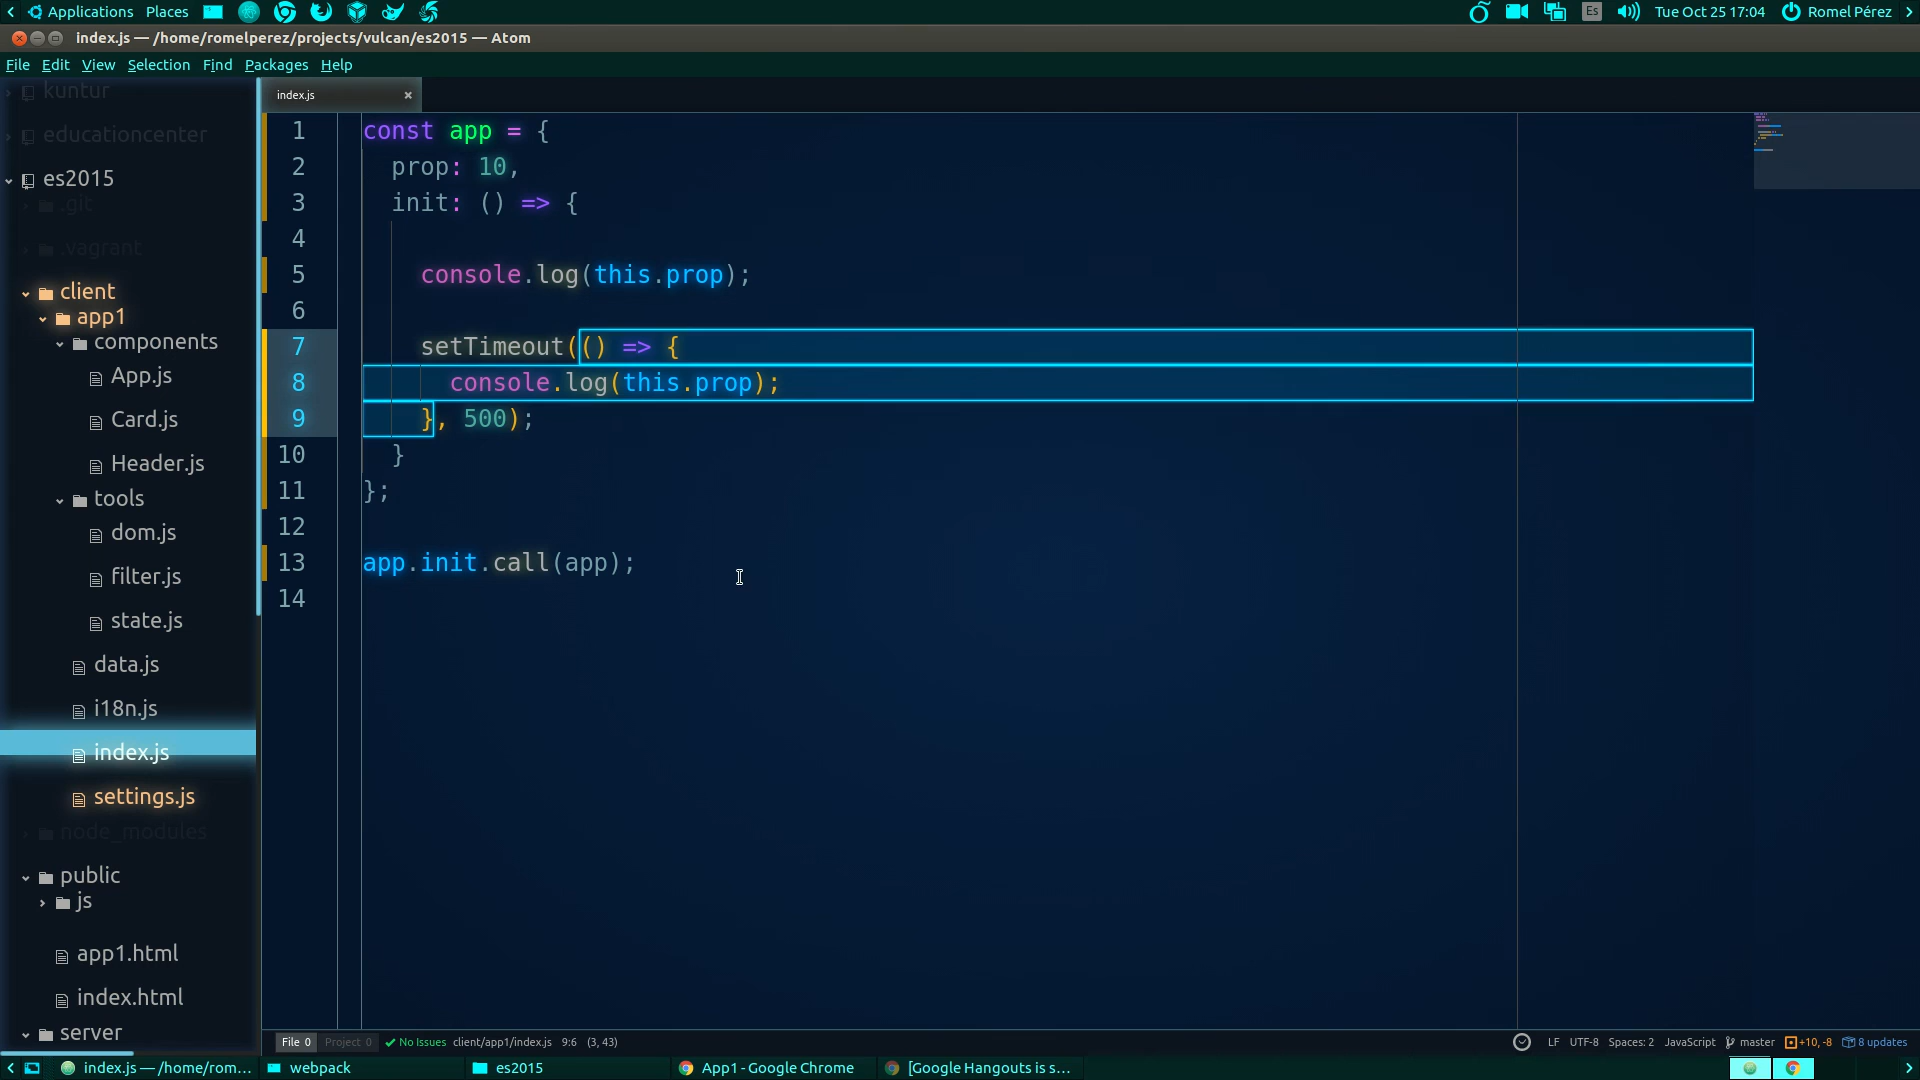 Applications Places Es Tue Oct 25 17:04 Romel Pérez
index.js — /home/romelperez/projects/vulcan/es2015 — Atom
File Edit View Selection Find Packages Help
kuntur
educationcenter
es2015
.git
.vagrant
client
app1
components
App.js
Card.js
Header.js
tools
dom.js
filter.js
state.js
data.js
i18n.js
index.js
settings.js
node_modules
public
js
app1.html
index.html
server
index.js
1 const app = {
2 prop: 10,
3 init: () => {
4
5 console.log(this.prop);
6
7 setTimeout(() => {
8 console.log(this.prop);
9 }, 500);
10 }
11 };
12
13 app.init.call(app);
14
File 0 Project 0 No Issues client/app1/index.js 9:6 (3, 43) LF UTF-8 Spaces: 2 JavaScript master +10, -8 8 updates
index.js — /home/rom... webpack es2015 App1 - Google Chrome [Google Hangouts is s...